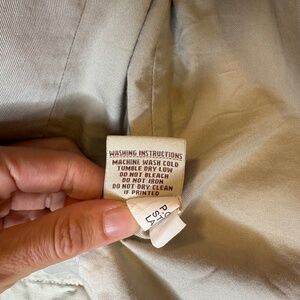 WASHING INSTRUCTIONS
MACHINE WASH COLD
TUMBLE DRY LOW
DO NOT BLEACH
DO NOT IRON
DO NOT DRY CLEAN
IF PRINTED